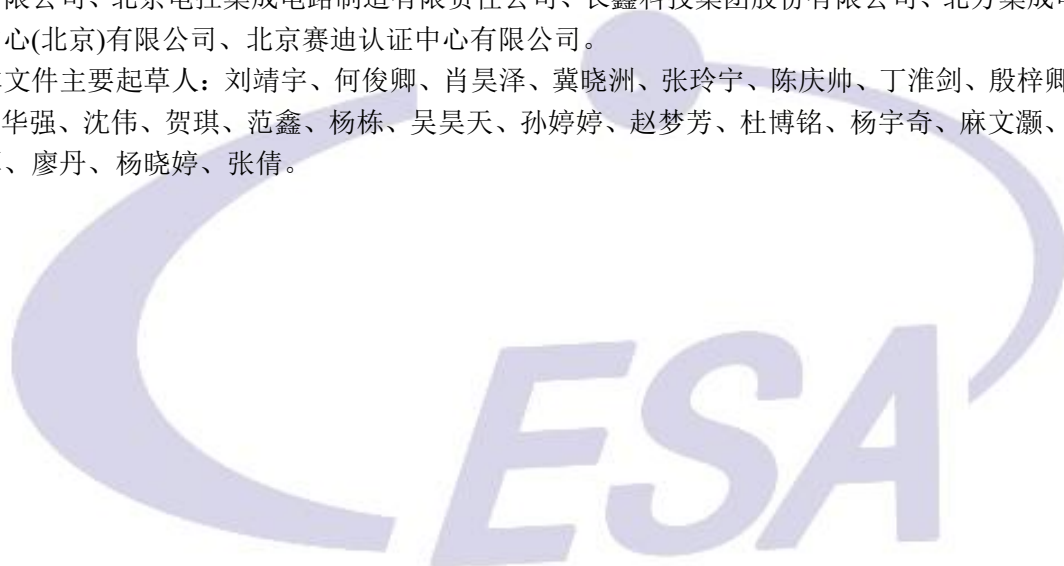 限公司、北京电控集成电路制造有限责任公司、长鑫科技集团股份有限公司、北方集成电
心(北京)有限公司、北京赛迪认证中心有限公司。
文件主要起草人：刘靖宇、何俊卿、肖昊泽、冀晓洲、张玲宁、陈庆帅、丁淮剑、殷梓卿
华强、沈伟、贺琪、范鑫、杨栋、吴昊天、孙婷婷、赵梦芳、杜博铭、杨宇奇、麻文灏、
、廖丹、杨晓婷、张倩。
CESA